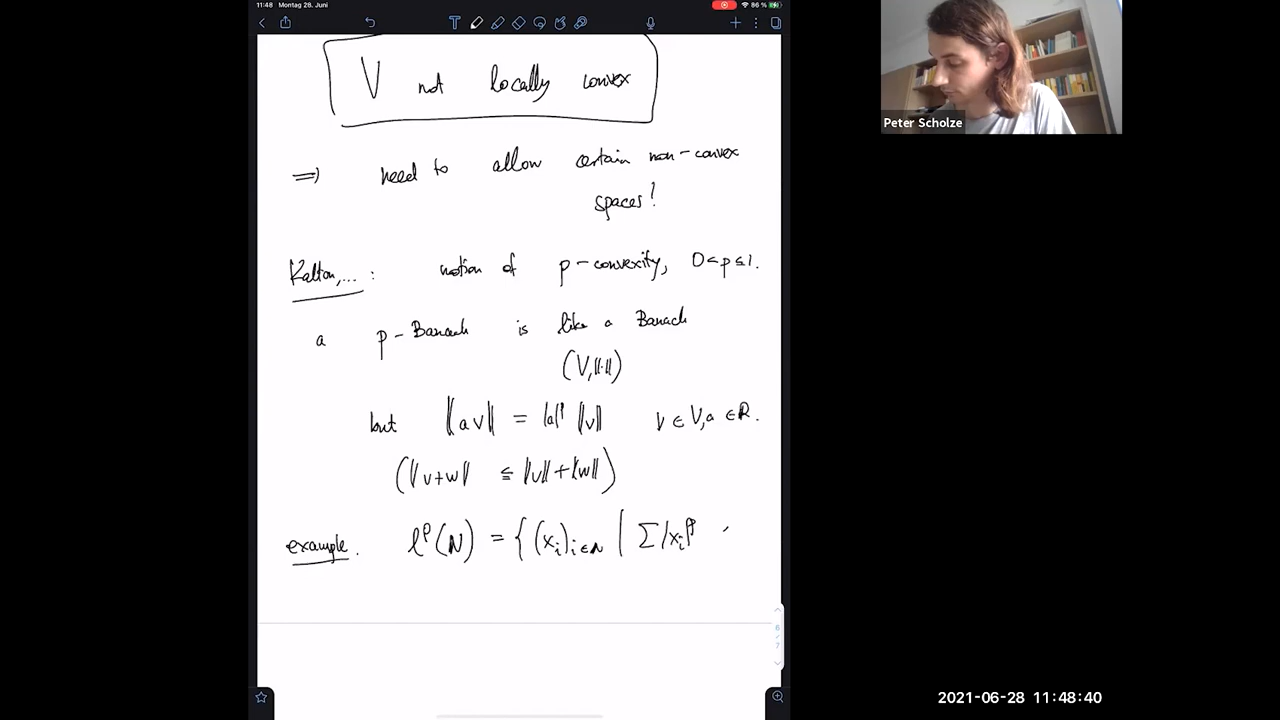 11:48 Montag 28. Juni
86 %
V not locally convex
⇒ need to allow certain non-convex
spaces!
Kalton,... : notion of p-convexity, 0<p≤1.
a p-Banach is like a Banach
(V,||·||)
but ||av|| = |a|^p ||v|| v ∈ V, a ∈ R.
(||v+w|| ≤ ||v||+||w||)
example. l^p(N) = { (x_i)_{i∈N} | Σ|x_i|^p
6
7
Peter Scholze
2021-06-28 11:48:40